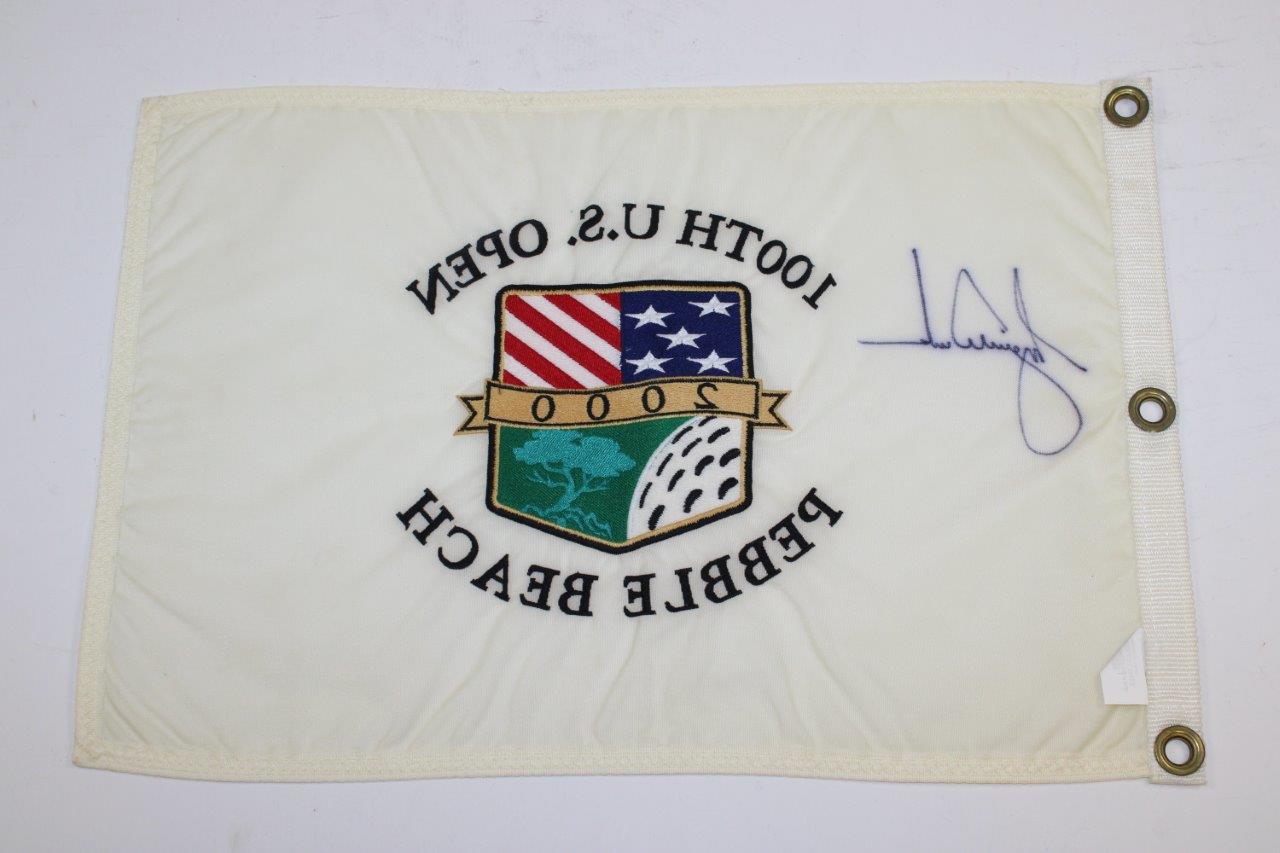 100TH U.S. OPEN
2000
PEBBLE BEACH